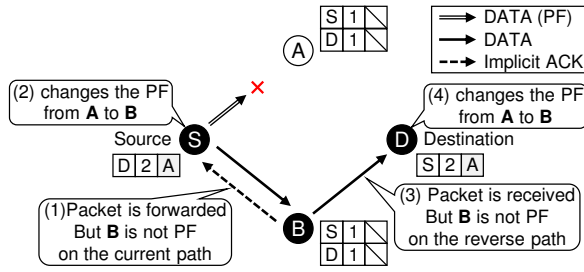 S 1
D 1
A
DATA (PF)
DATA
Implicit ACK
(2) changes the PF
from A to B
(4) changes the PF
from A to B
Source
S
D
Destination
D 2 A
S 2 A
(1)Packet is forwarded
But B is not PF
on the current path
B
S 1
D 1
(3) Packet is received
But B is not PF
on the reverse path